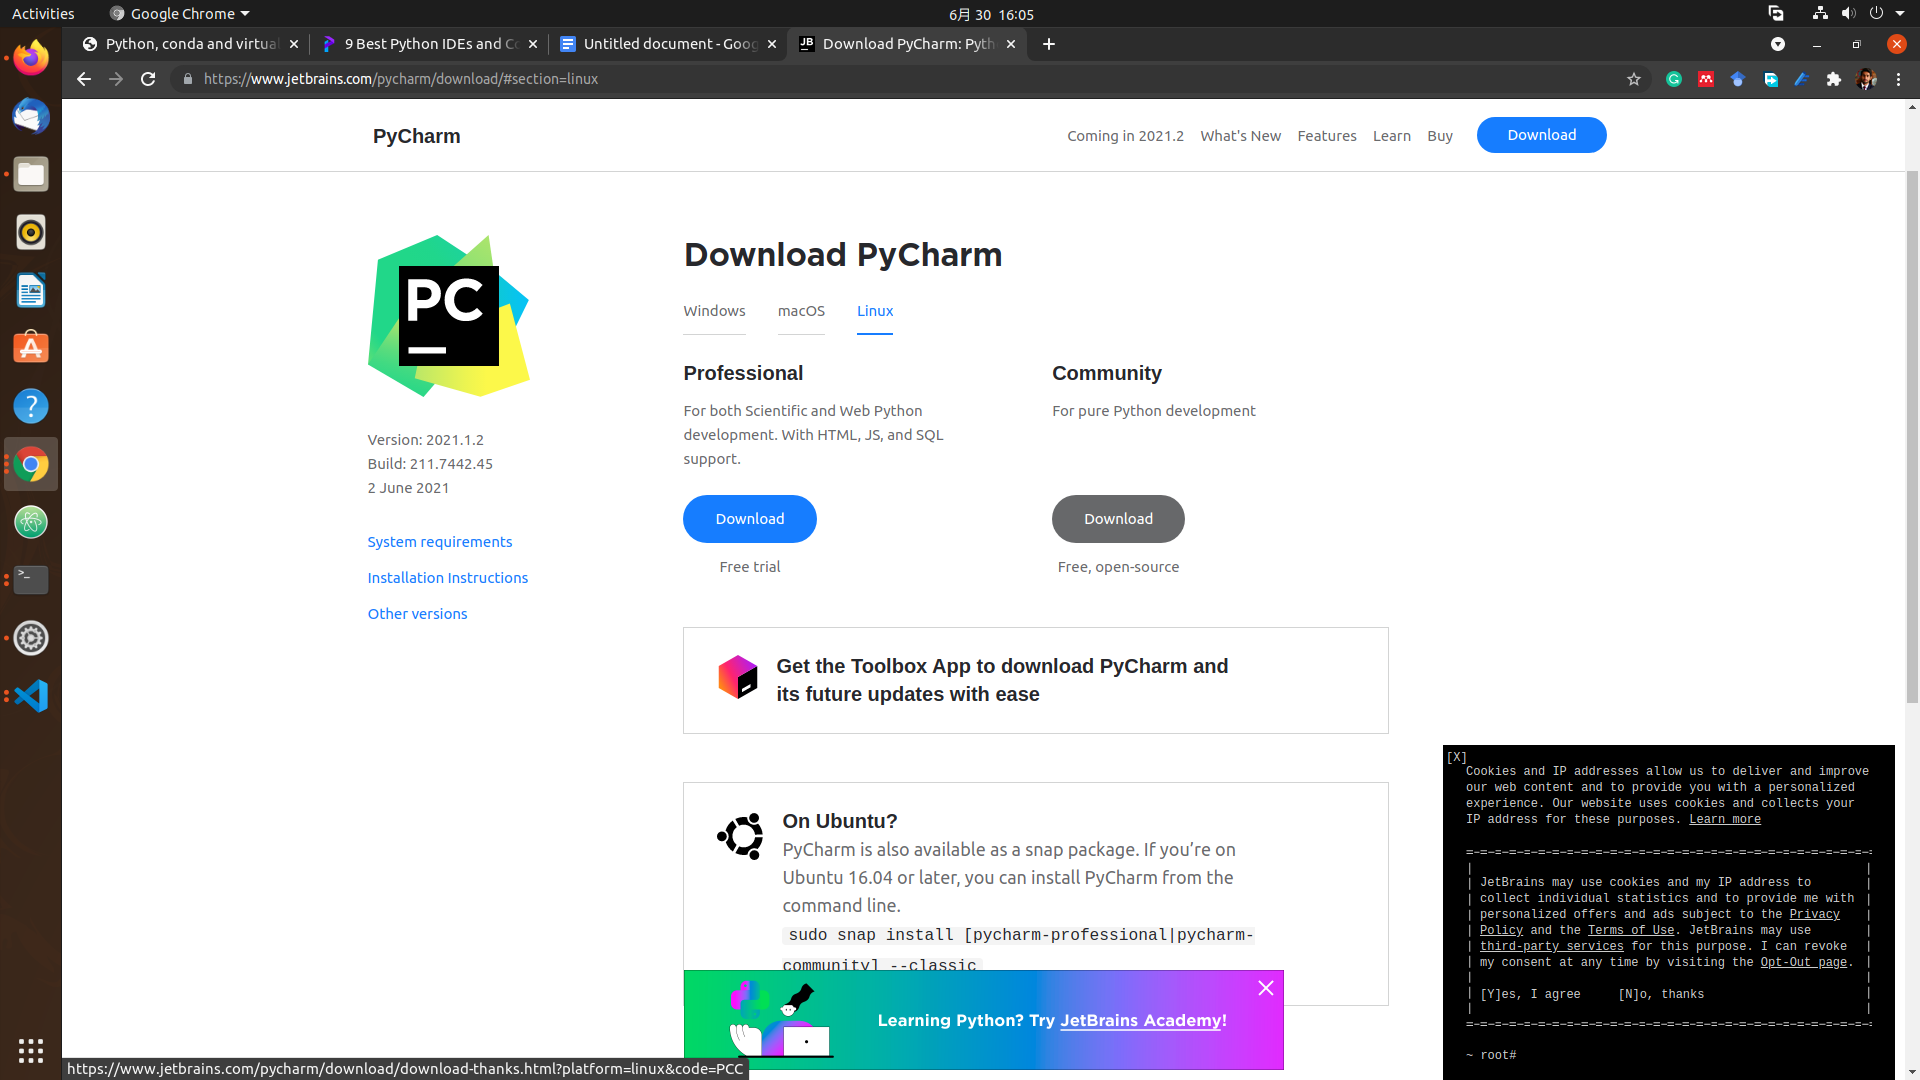 Activities
Google Chrome
6月 30 16:05
Python, conda and virtual
9 Best Python IDEs and Co
Untitled document - Goog
Download PyCharm: Pyth
https://www.jetbrains.com/pycharm/download/#section=linux
PyCharm
Coming in 2021.2
What's New
Features
Learn
Buy
Download
PC
Download PyCharm
Windows
macOS
Linux
Professional
For both Scientific and Web Python
development. With HTML, JS, and SQL
support.
Download
Free trial
Community
For pure Python development
Download
Free, open-source
Version: 2021.1.2
Build: 211.7442.45
2 June 2021
System requirements
Installation Instructions
Other versions
Get the Toolbox App to download PyCharm and
its future updates with ease
On Ubuntu?
PyCharm is also available as a snap package. If you’re on
Ubuntu 16.04 or later, you can install PyCharm from the
command line.
sudo snap install [pycharm-professional|pycharm-
community] --classic
Learning Python? Try JetBrains Academy!
[X]
Cookies and IP addresses allow us to deliver and improve
our web content and to provide you with a personalized
experience. Our website uses cookies and collects your
IP address for these purposes. Learn more
JetBrains may use cookies and my IP address to
collect individual statistics and to provide me with
personalized offers and ads subject to the Privacy
Policy and the Terms of Use. JetBrains may use
third-party services for this purpose. I can revoke
my consent at any time by visiting the Opt-Out page.
[Y]es, I agree [N]o, thanks
~ root#
https://www.jetbrains.com/pycharm/download/download-thanks.html?platform=linux&code=PCC